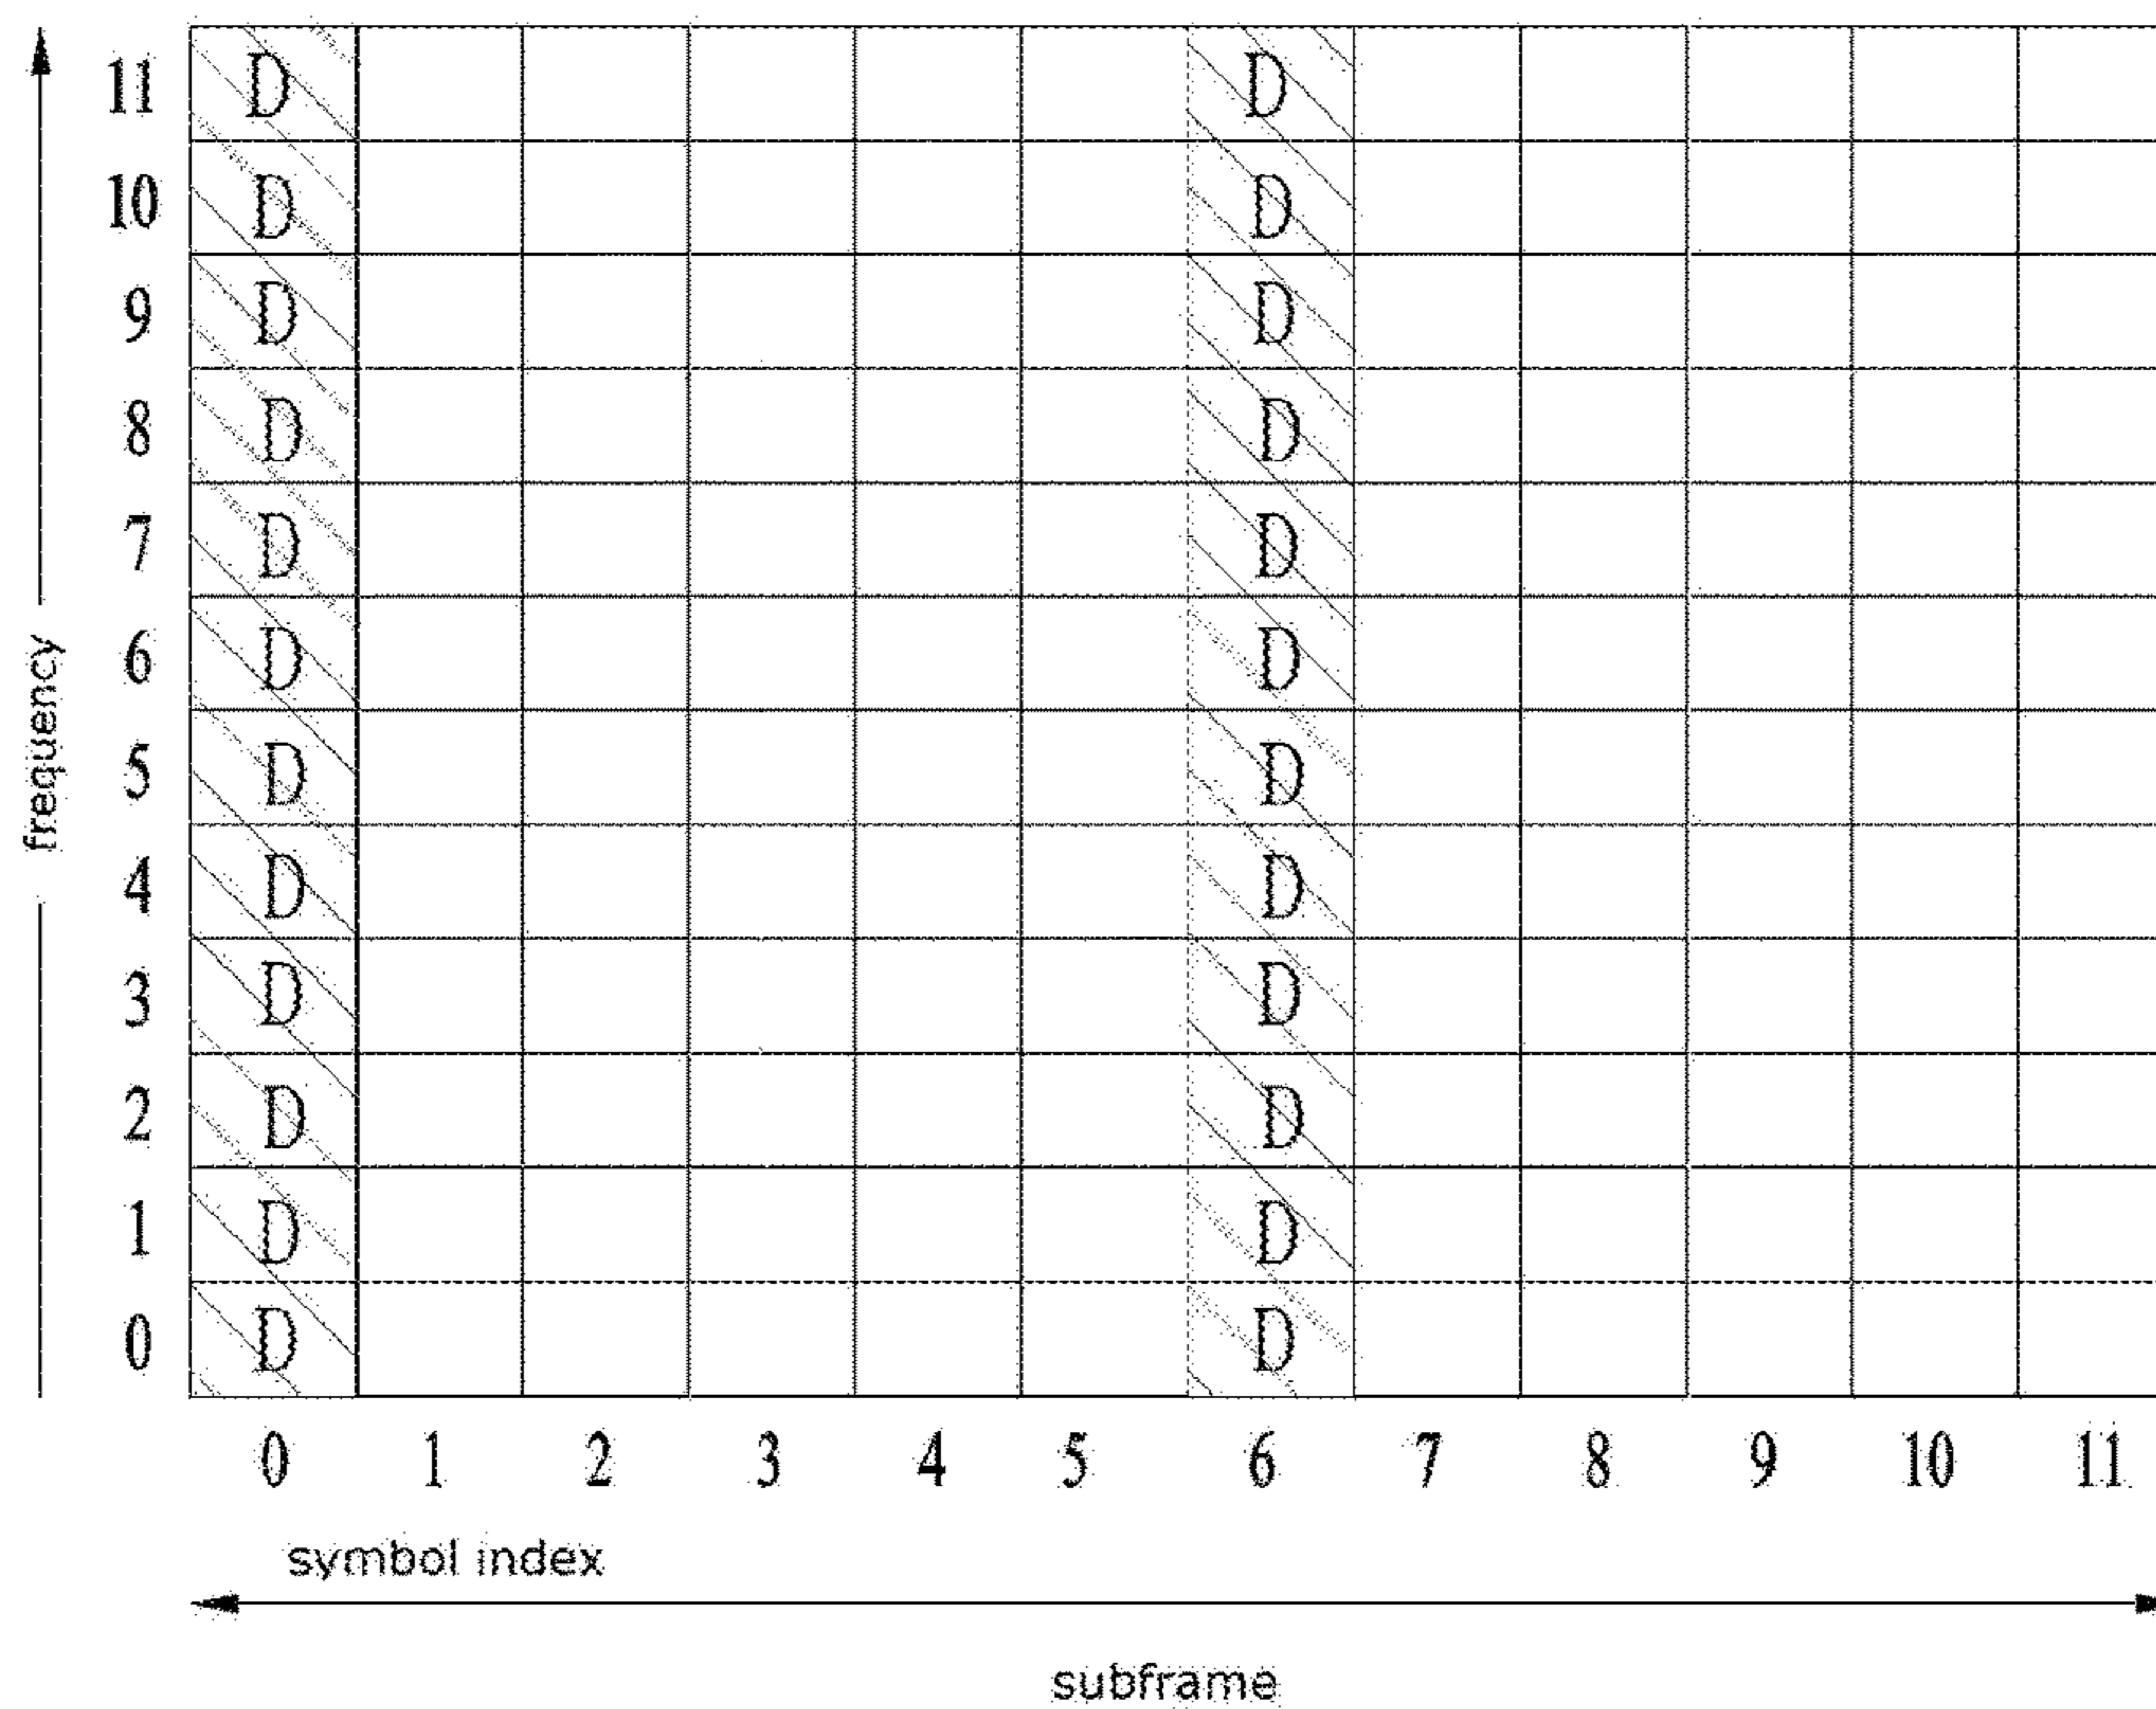 11 D D
10 D D
9 D D
8 D D
7 D D
6 D D
5 D D
4 D D
3 D D
2 D D
1 D D
0 D D
frequency
0 1 2 3 4 5 6 7 8 9 10 11
symbol index
subframe